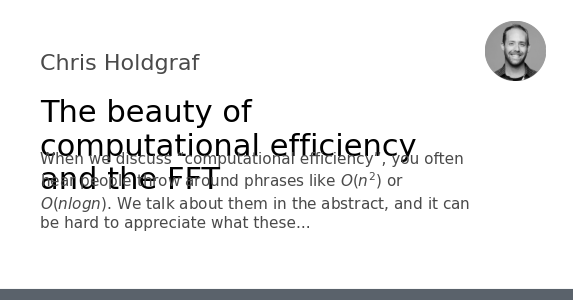 Chris Holdgraf
The beauty of
computational efficiency
and the FFT
When we discuss "computational efficiency", you often
hear people throw around phrases like O(n²) or
O(nlogn). We talk about them in the abstract, and it can
be hard to appreciate what these...